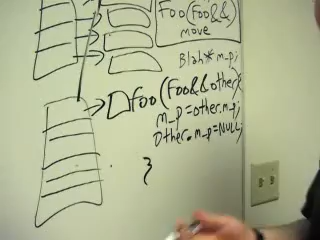 Foo(Foo&&)
move
Blah* m_p;
Foo(Foo&& other){
m_p=other.m_p;
Other.m_p=NULL;
}